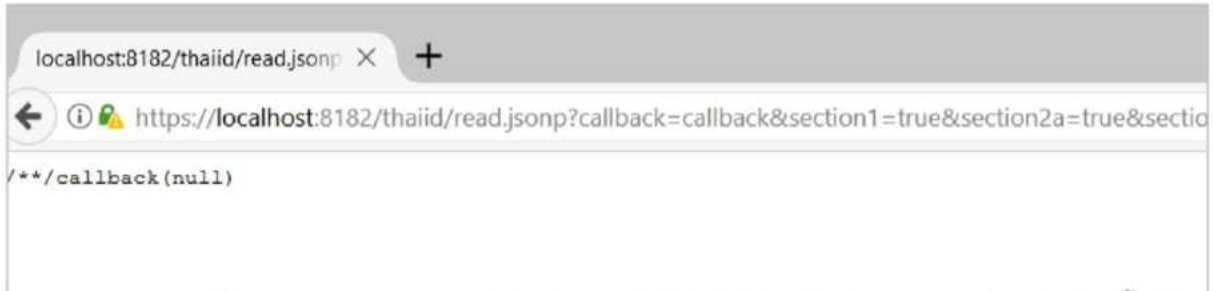 localhost:8182/thaiid/read.jsonp
https://localhost:8182/thaiid/read.jsonp?callback=callback&section1=true&section2a=true&sectio
/**/callback(null)